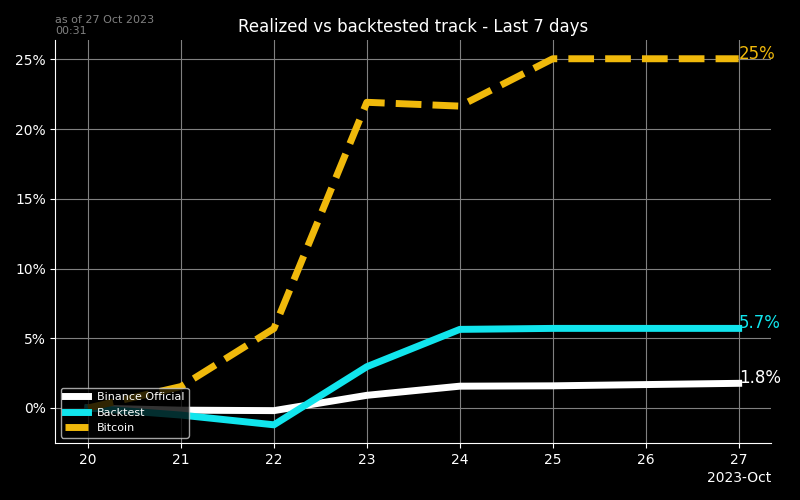 as of 27 Oct 2023
00:31
Realized vs backtested track - Last 7 days
25%
20%
15%
10%
5%
0%
25%
5.7%
1.8%
Binance Official
Backtest
Bitcoin
20 21 22 23 24 25 26 27
2023-Oct